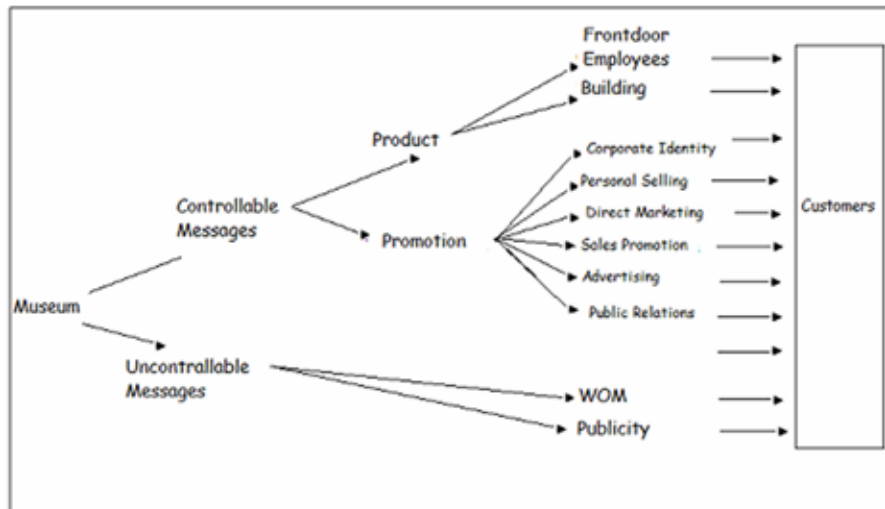 Frontdoor
Employees
Building
Product
Corporate Identity
Personal Selling
Controllable
Messages
Direct Marketing
Customers
Promotion
Sales Promotion
Advertising
Museum
Public Relations
Uncontrallable
Messages
WOM
Publicity